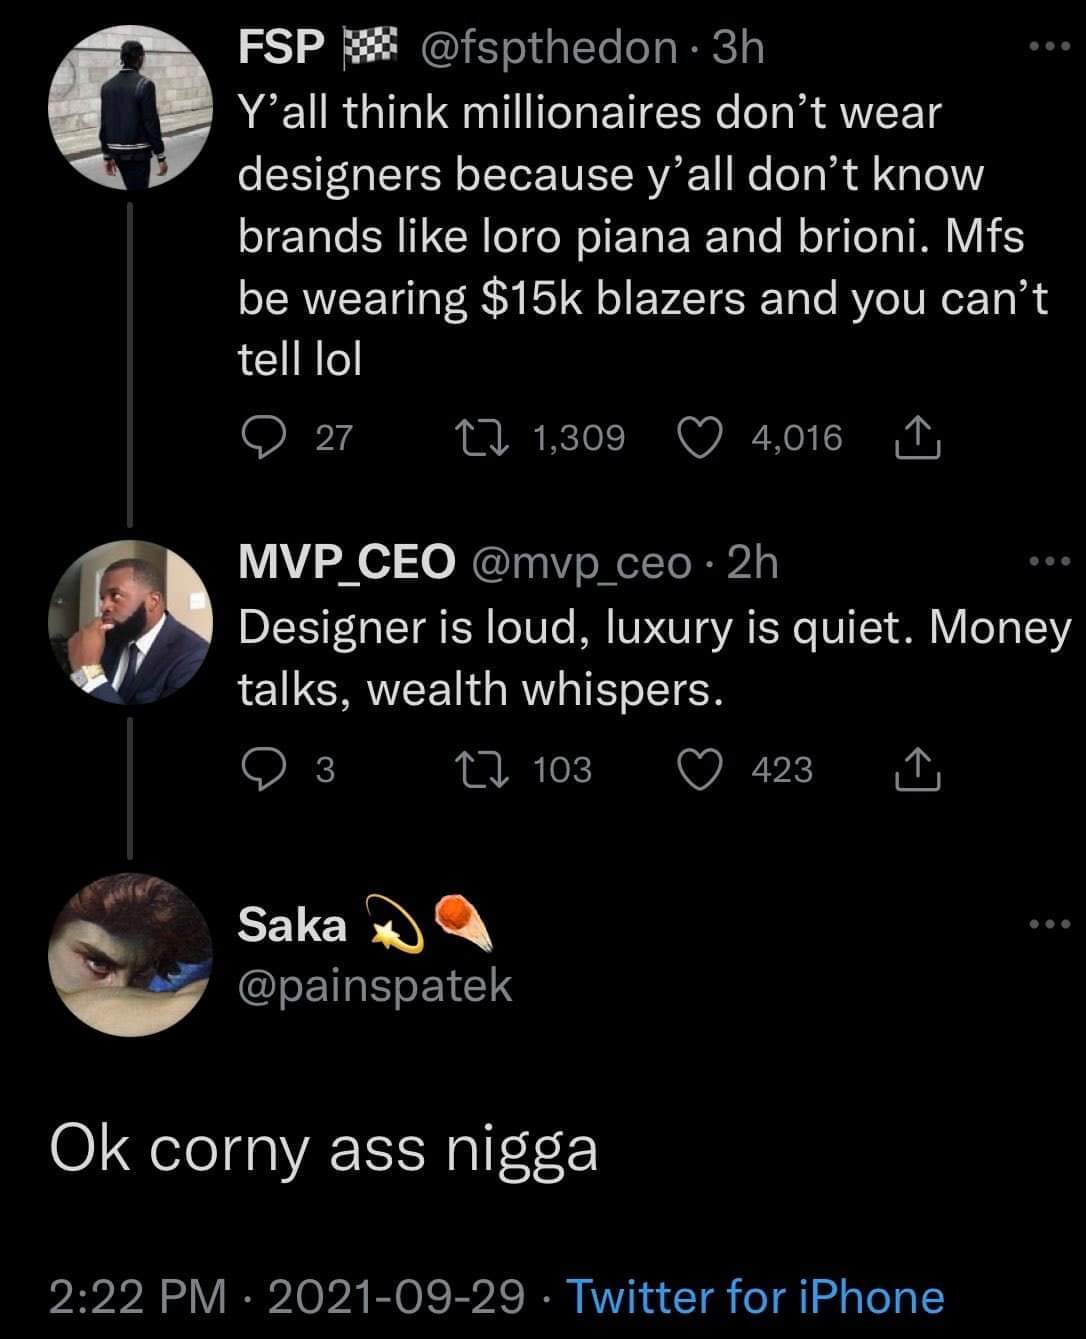 FSP 🏁 @fspthedon · 3h
Y’all think millionaires don’t wear
designers because y’all don’t know
brands like loro piana and brioni. Mfs
be wearing $15k blazers and you can’t
tell lol
27 1,309 4,016
MVP_CEO @mvp_ceo · 2h
Designer is loud, luxury is quiet. Money
talks, wealth whispers.
3 103 423
Saka 💫☄️
@painspatek
Ok corny ass nigga
2:22 PM · 2021-09-29 · Twitter for iPhone